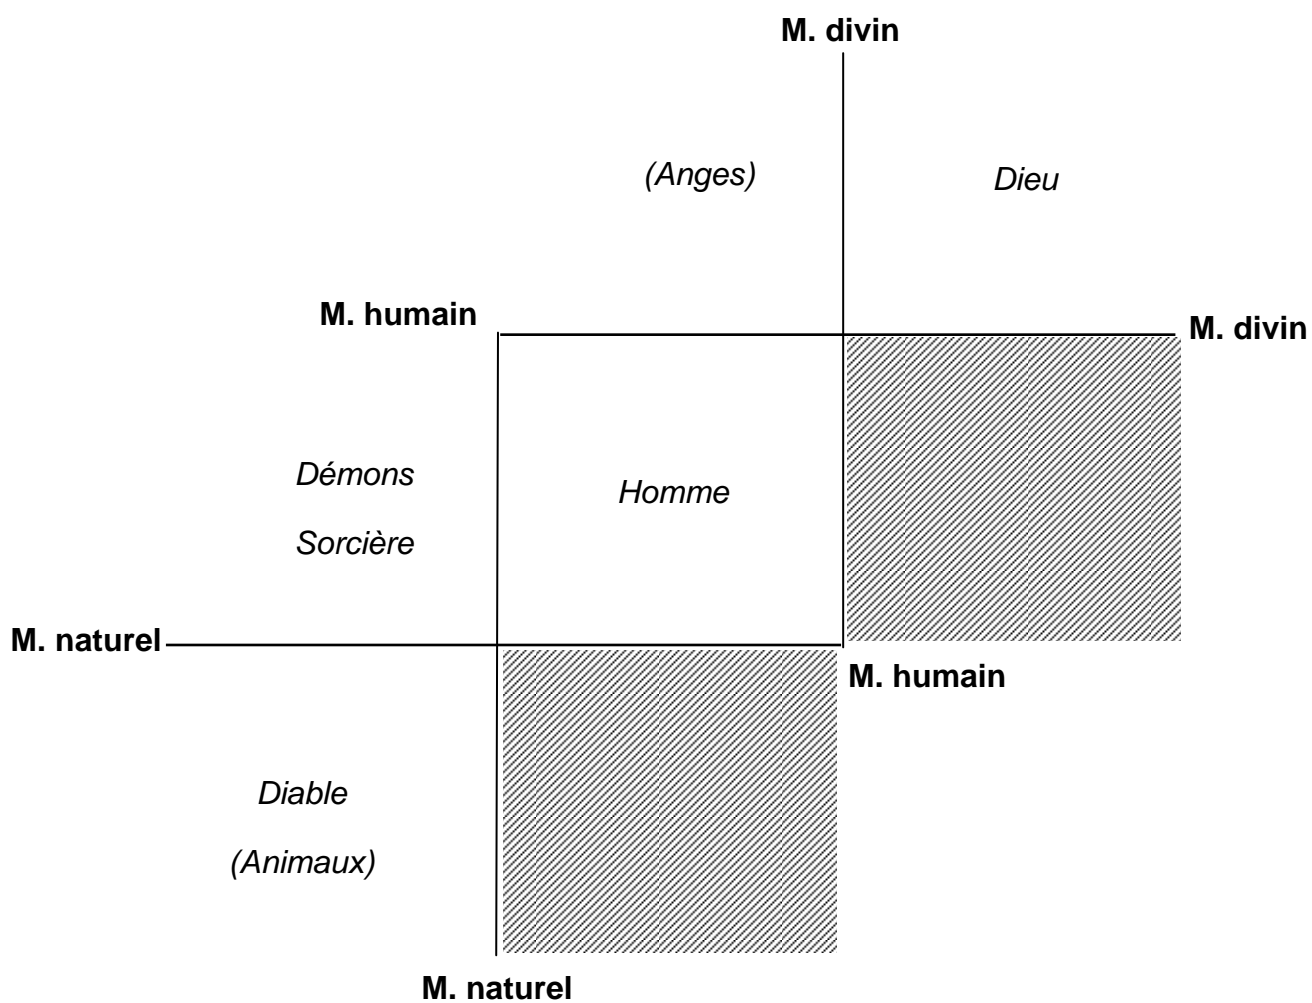 M. divin
(Anges)
Dieu
M. humain
M. divin
Démons
Homme
Sorcière
M. naturel
M. humain
Diable
(Animaux)
M. naturel